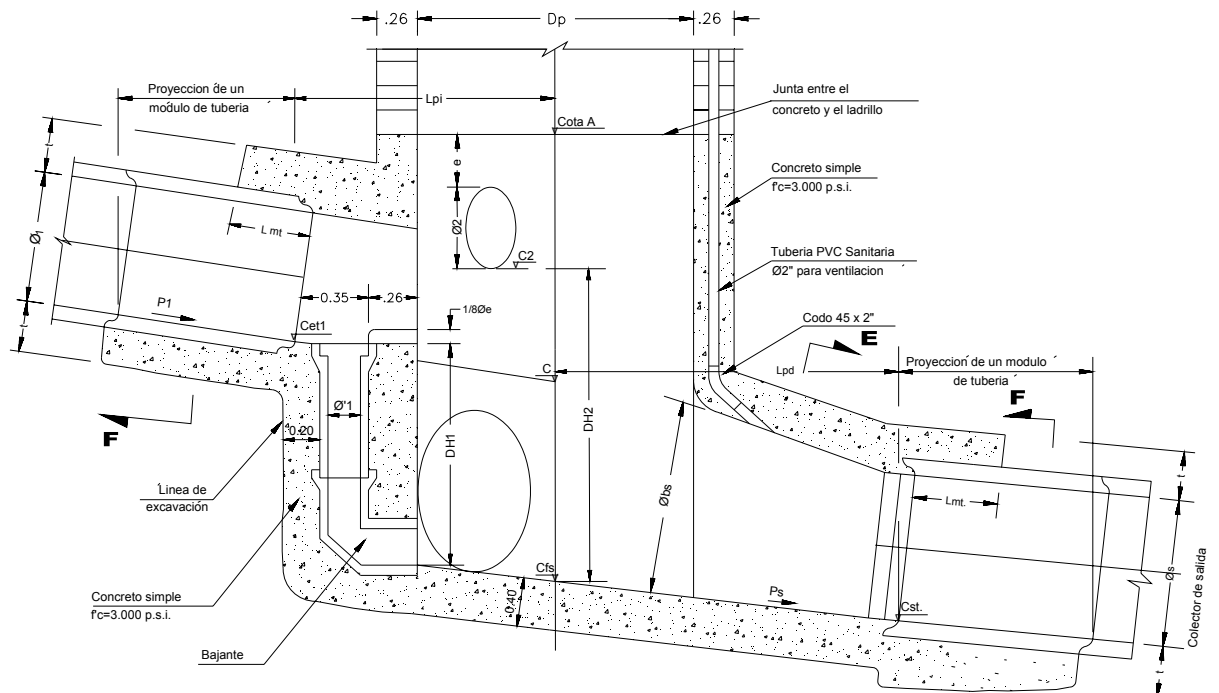 .26
Dp
.26
Proyeccion de un
modulo de tuberia
Lpi
Junta entre el
concreto y el ladrillo
Cota A
t
e
Concreto simple
f'c=3.000 p.s.i.
Ø1
L mt
Ø2
C2
Tuberia PVC Sanitaria
Ø2" para ventilacion
0.35
.26
1/8Øe
P1
Cet1
t
Codo 45 x 2"
E
Proyeccion de un modulo
de tuberia
C
Lpd
F
F
Ø'1
DH1
DH2
0.20
Linea de
excavación
Øbs
t
Lmt.
Øs
Colector de salida
Concreto simple
f'c=3.000 p.s.i.
Cfs
0.40
Ps
Cst.
Bajante
t